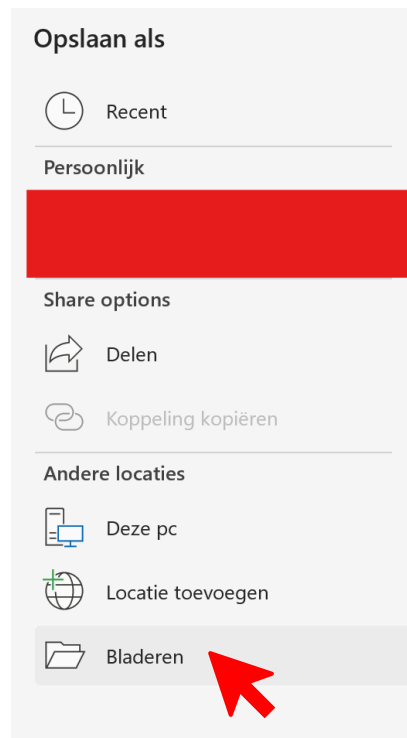 Opslaan als
Recent
Persoonlijk
Share options
Delen
Koppeling kopiëren
Andere locaties
Deze pc
Locatie toevoegen
Bladeren